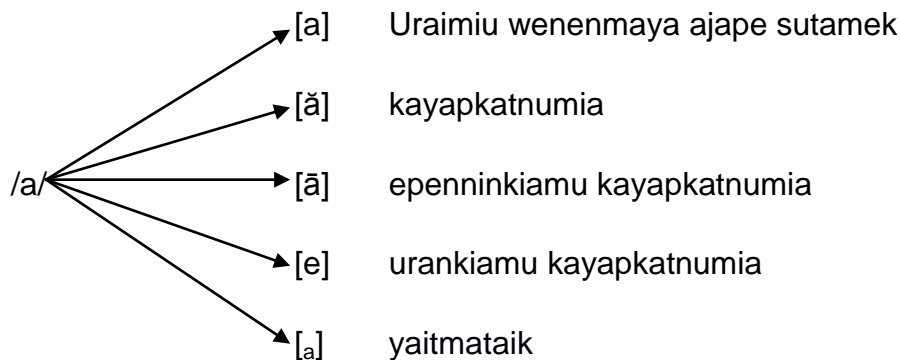 [a] Uraimiu wenenmaya ajape sutamek
[ă] kayapkatnumia
/a/ [ā] epenninkiamu kayapkatnumia
[e] urankiamu kayapkatnumia
[ₐ] yaitmataik